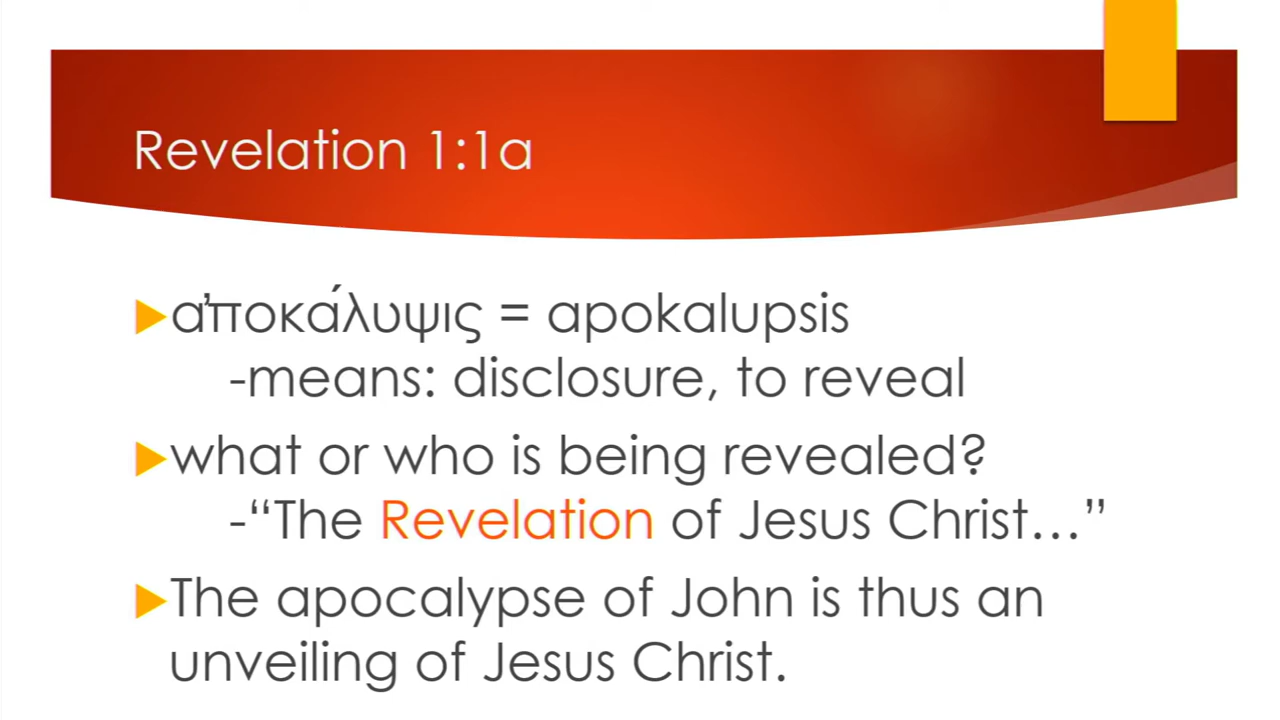 Revelation 1:1a
ἀποκάλυψις = apokalupsis
-means: disclosure, to reveal
what or who is being revealed?
-“The Revelation of Jesus Christ…”
The apocalypse of John is thus an
unveiling of Jesus Christ.